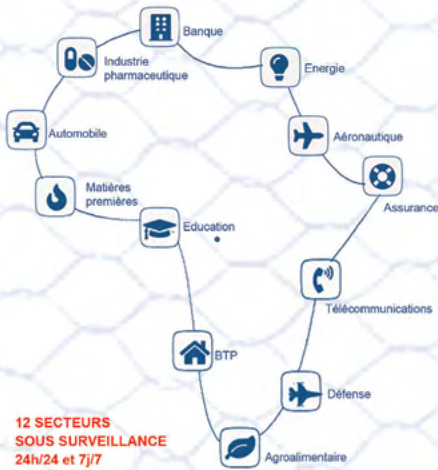 Banque
Industrie
pharmaceutique
Energie
Automobile
Aéronautique
Matières
premières
Assurance
Education
Télécommunications
BTP
Défense
12 SECTEURS
SOUS SURVEILLANCE
24h/24 et 7j/7
Agroalimentaire